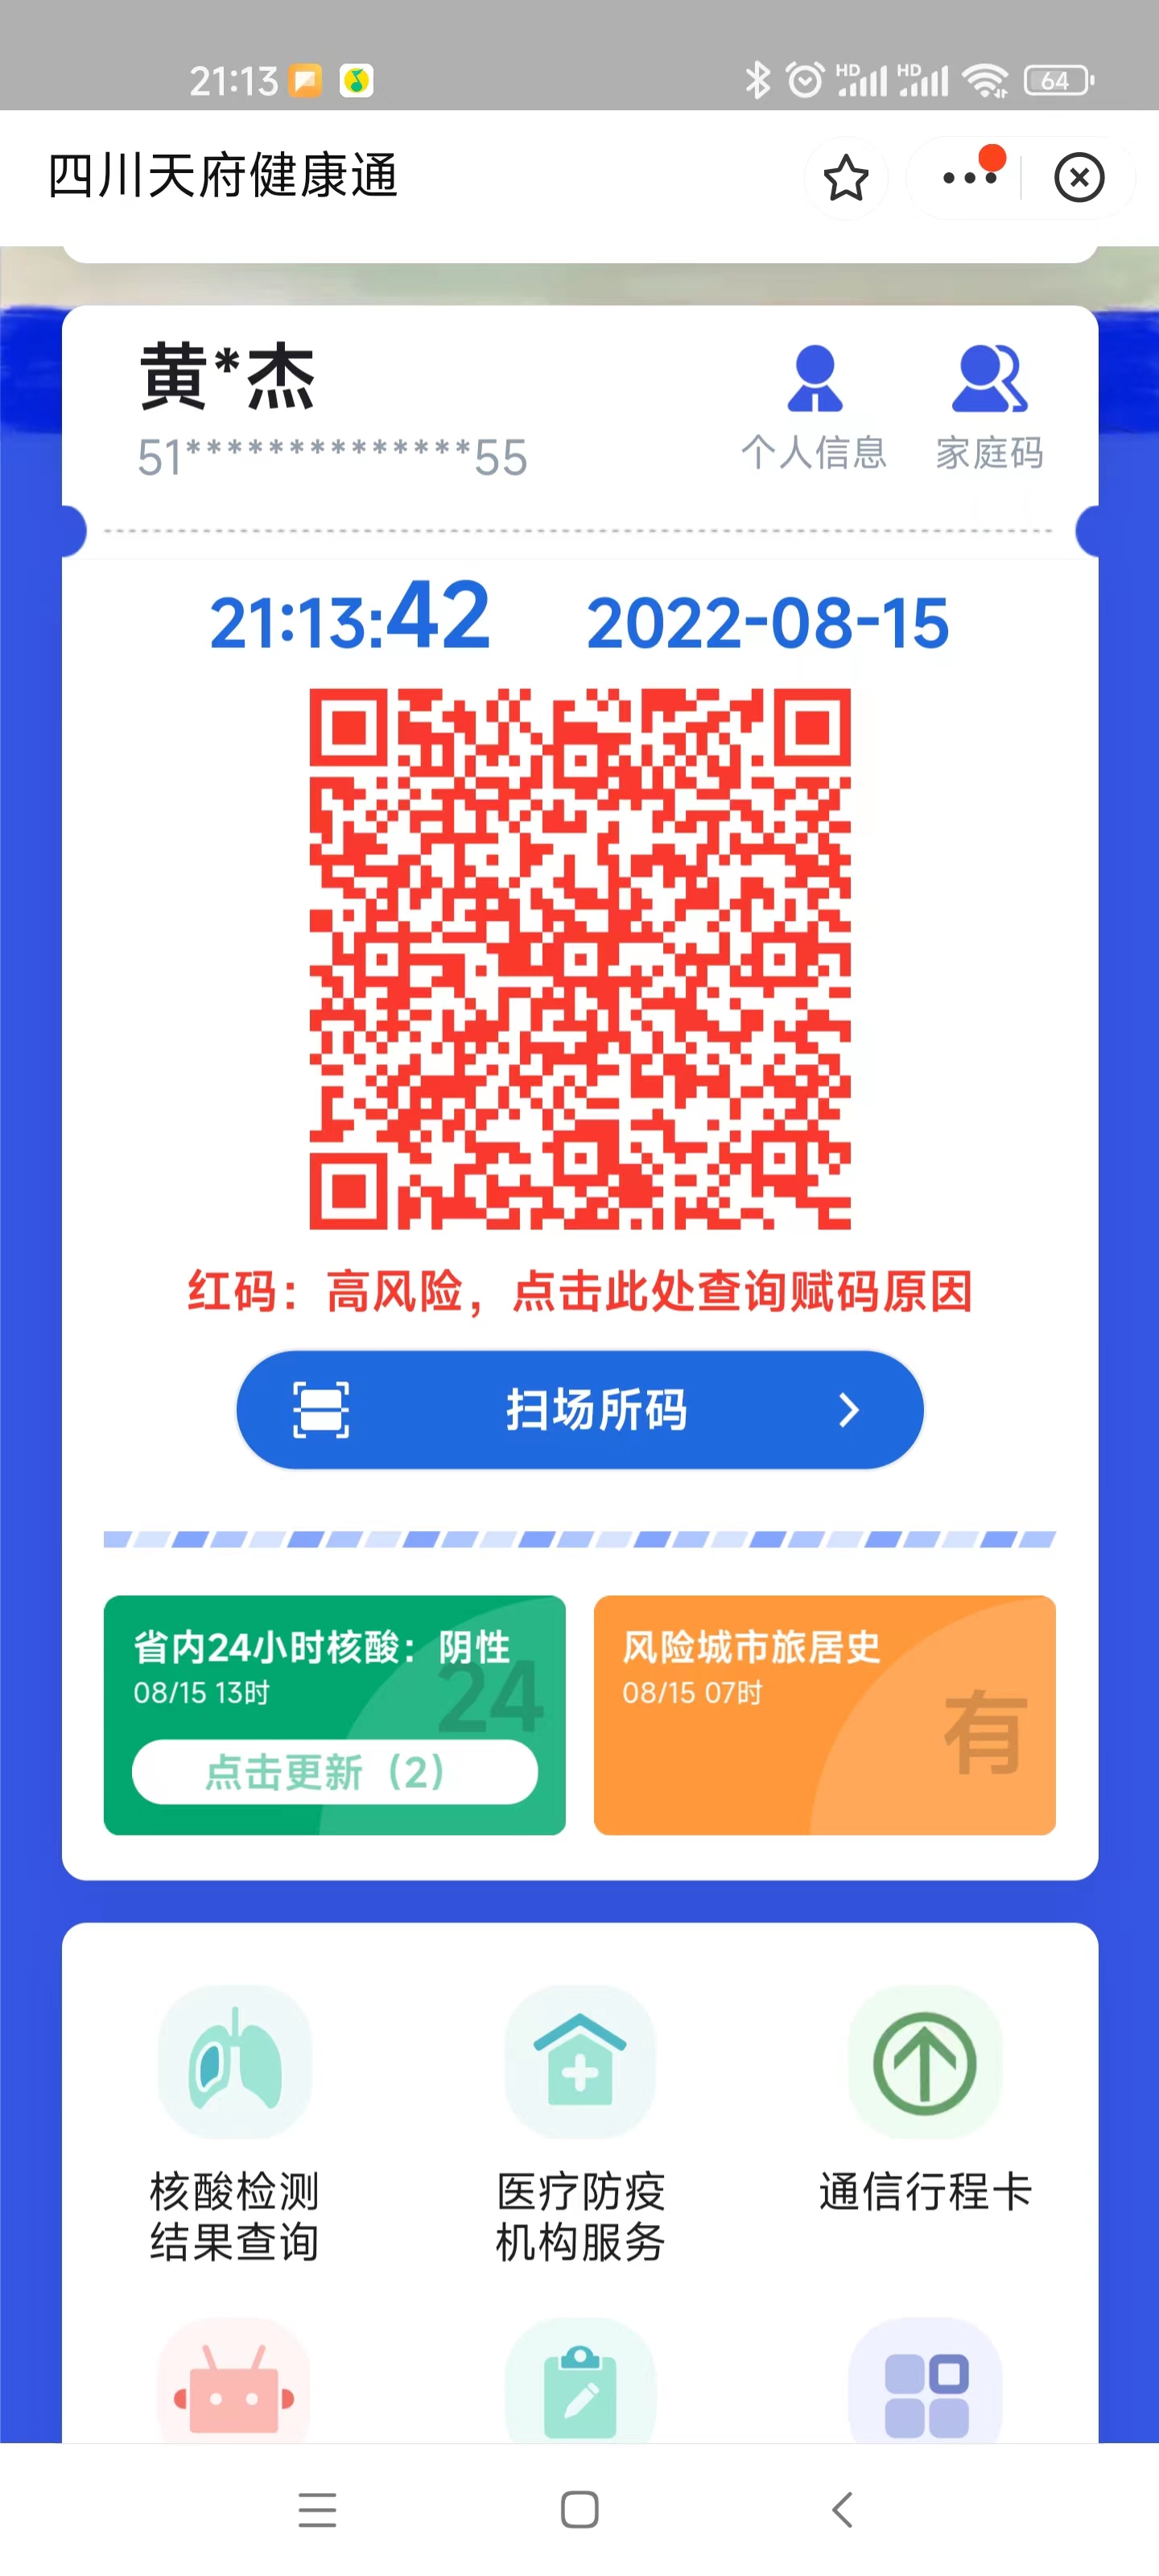 21:13
HD HD 64
四川天府健康通
黄*杰
51**************55
个人信息 家庭码
21:13:42 2022-08-15
红码：高风险，点击此处查询赋码原因
扫场所码
省内24小时核酸：阴性
08/15 13时
24
点击更新（2）
风险城市旅居史
08/15 07时
有
核酸检测
结果查询
医疗防疫
机构服务
通信行程卡